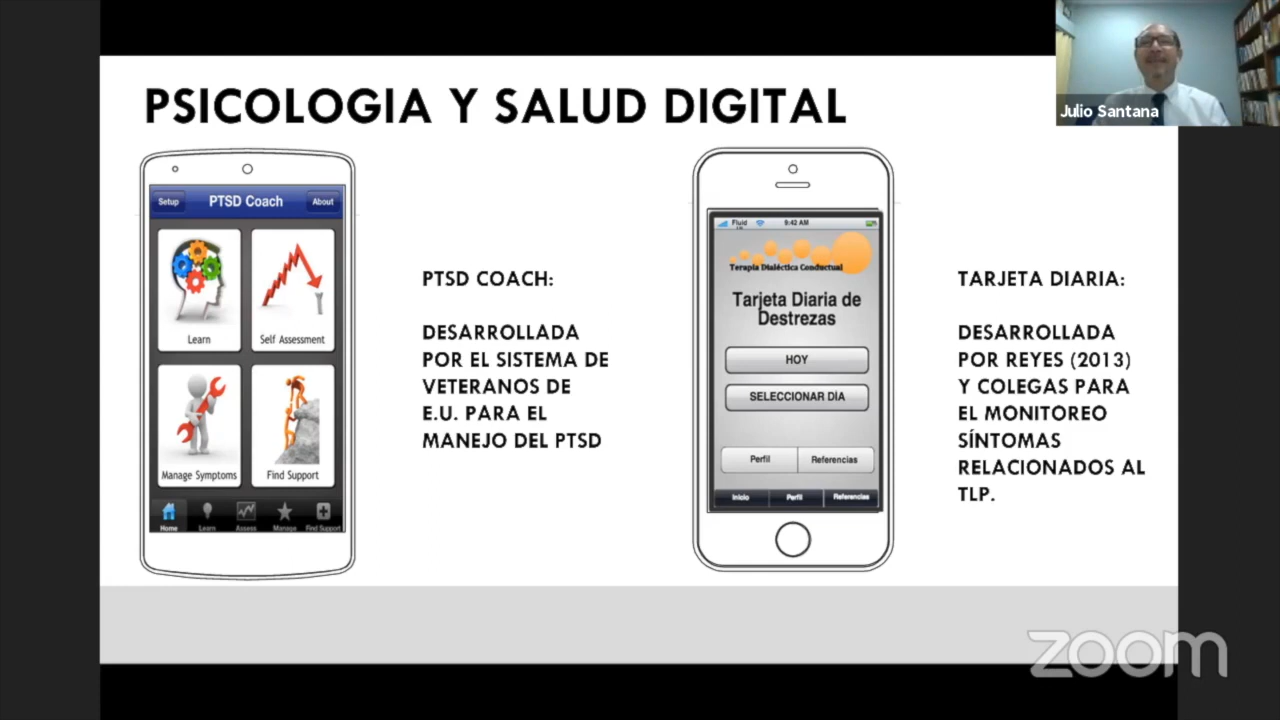 Julio Santana
PSICOLOGIA Y SALUD DIGITAL
Setup
PTSD Coach
About
Learn
Self Assessment
Manage Symptoms
Find Support
Home
Learn
Assess
Manage
Find Support
PTSD COACH:
DESARROLLADA
POR EL SISTEMA DE
VETERANOS DE
E.U. PARA EL
MANEJO DEL PTSD
Fluid
9:42 AM
Terapia Dialéctica Conductual
Tarjeta Diaria de
Destrezas
HOY
SELECCIONAR DÍA
Perfil
Referencias
Inicio
Perfil
Referencias
TARJETA DIARIA:
DESARROLLADA
POR REYES (2013)
Y COLEGAS PARA
EL MONITOREO
SÍNTOMAS
RELACIONADOS AL
TLP.
zoom